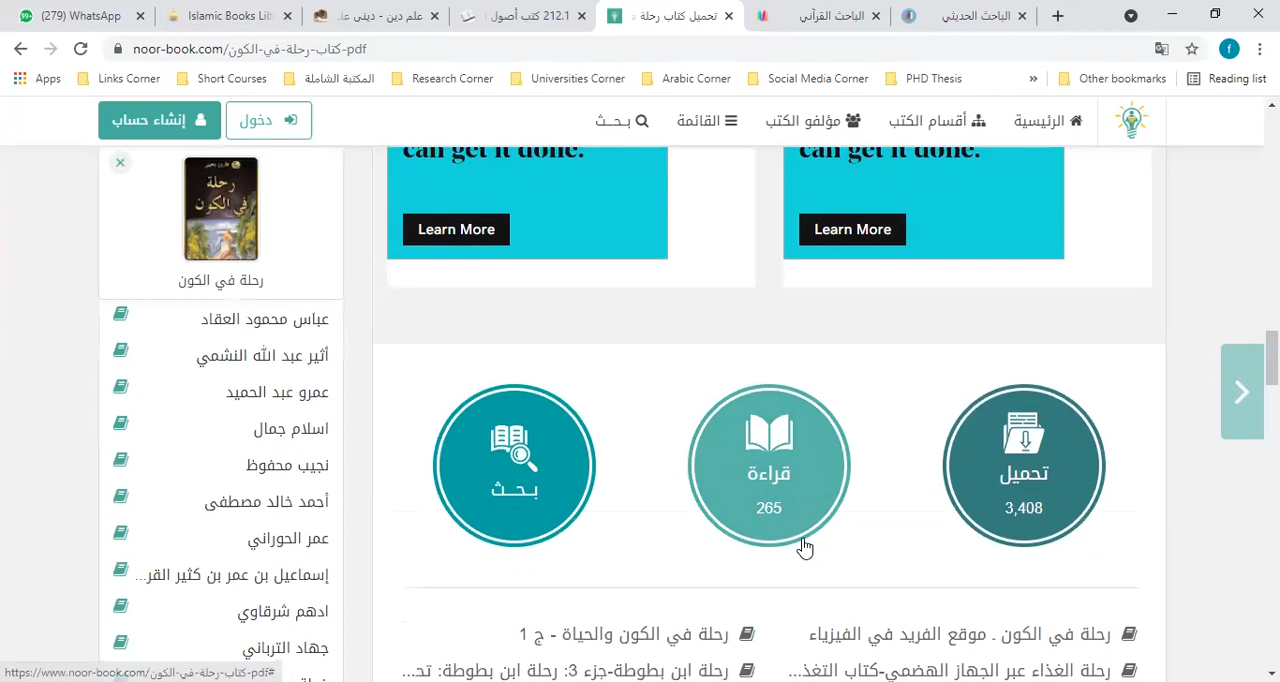 (279) WhatsApp
Islamic Books Lib
علم دين - دينی علـ
212.1 كتب أصول
تحميل كتاب رحلة
الباحث القرآني
الباحث الحديثي
noor-book.com/كتاب-رحلة-في-الكون-pdf
f
Apps
Links Corner
Short Courses
المكتبة الشاملة
Research Corner
Universities Corner
Arabic Corner
Social Media Corner
PHD Thesis
»
Other bookmarks
Reading list
الرئيسية
أقسام الكتب
مؤلفو الكتب
القائمة
بـحــث
دخول
إنشاء حساب
can get it done.
can get it done.
Learn More
Learn More
رحلة في الكون
رحلة في الكون
عباس محمود العقاد
أثير عبد الله النشمي
عمرو عبد الحميد
اسلام جمال
نجيب محفوظ
أحمد خالد مصطفى
عمر الحوراني
إسماعيل بن عمر بن كثير القر...
ادهم شرقاوي
جهاد الترباني
تحميل
3,408
قراءة
265
بـحــث
رحلة في الكون ـ موقع الفريد في الفيزياء
رحلة في الكون والحياة - ج 1
رحلة الغذاء عبر الجهاز الهضمي-كتاب التغذ...
رحلة ابن بطوطة-جزء 3: رحلة ابن بطوطة: تحـ...
https://www.noor-book.com/كتاب-رحلة-في-الكون-pdf#